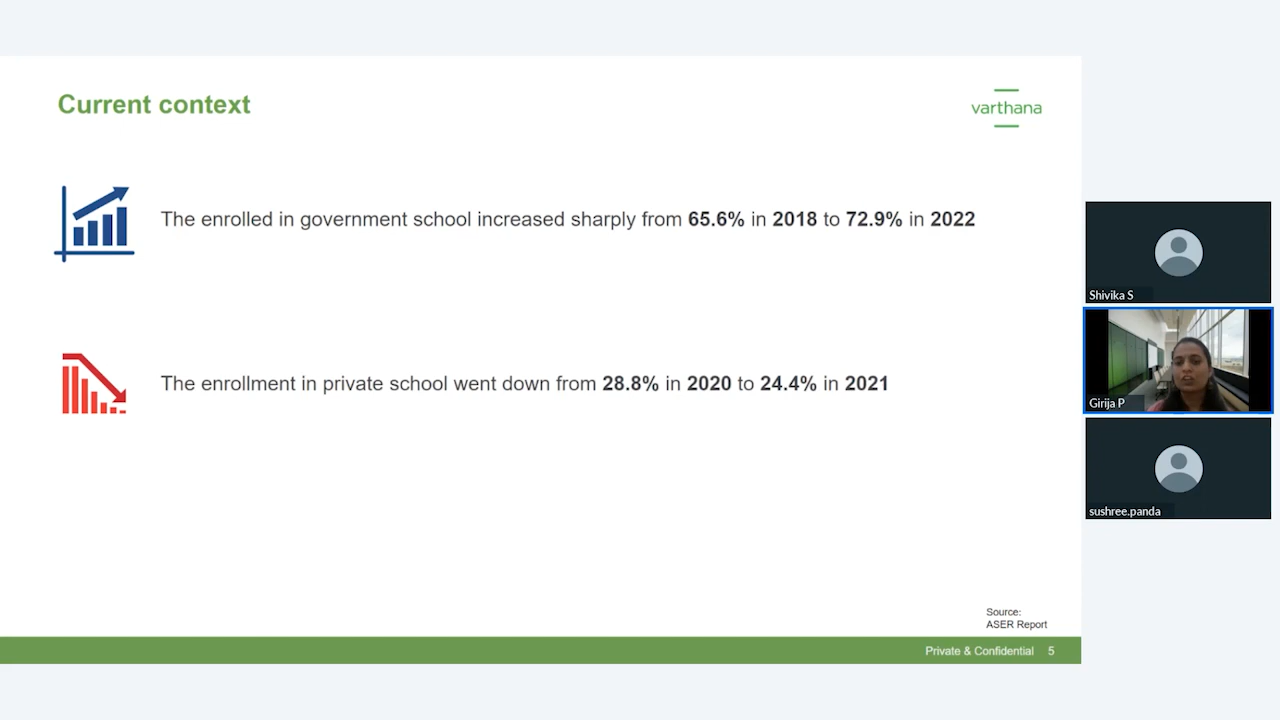 Current context
varthana
The enrolled in government school increased sharply from 65.6% in 2018 to 72.9% in 2022
The enrollment in private school went down from 28.8% in 2020 to 24.4% in 2021
Source:
ASER Report
Private & Confidential 5
Shivika S
Girija P
sushree.panda